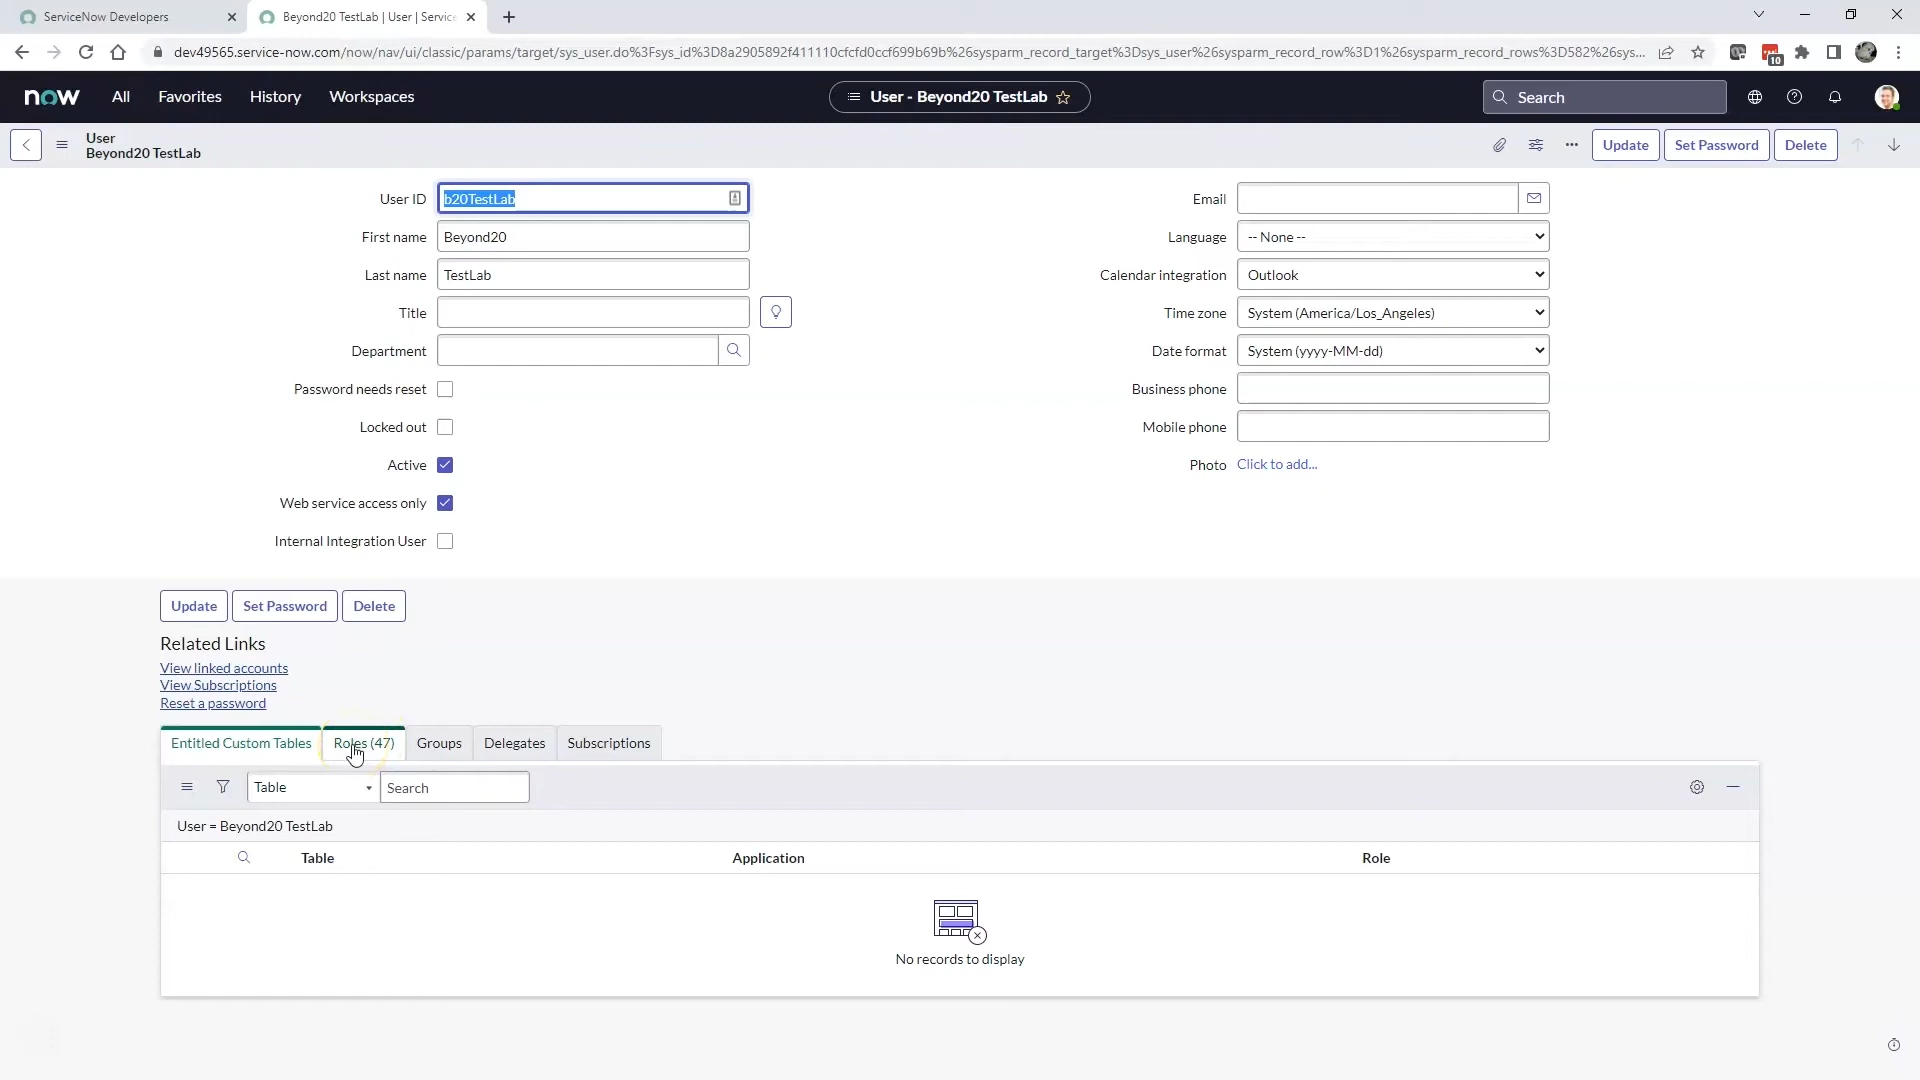 ServiceNow Developers
Beyond20 TestLab | User | Service
dev49565.service-now.com/now/nav/ui/classic/params/target/sys_user.do%3Fsys_id%3D8a2905892f411110cfcfd0ccf699b69b%26sysparm_record_target%3Dsys_user%26sysparm_record_row%3D1%26sysparm_record_rows%3D582%26sys...
10
now
All
Favorites
History
Workspaces
User - Beyond20 TestLab
Search
User
Beyond20 TestLab
Update
Set Password
Delete
User ID
b20TestLab
First name
Beyond20
Last name
TestLab
Title
Department
Password needs reset
Locked out
Active
Web service access only
Internal Integration User
Email
Language
-- None --
Calendar integration
Outlook
Time zone
System (America/Los_Angeles)
Date format
System (yyyy-MM-dd)
Business phone
Mobile phone
Photo
Click to add...
Update
Set Password
Delete
Related Links
View linked accounts
View Subscriptions
Reset a password
Entitled Custom Tables
Roles (47)
Groups
Delegates
Subscriptions
Table
Search
User = Beyond20 TestLab
Table
Application
Role
No records to display